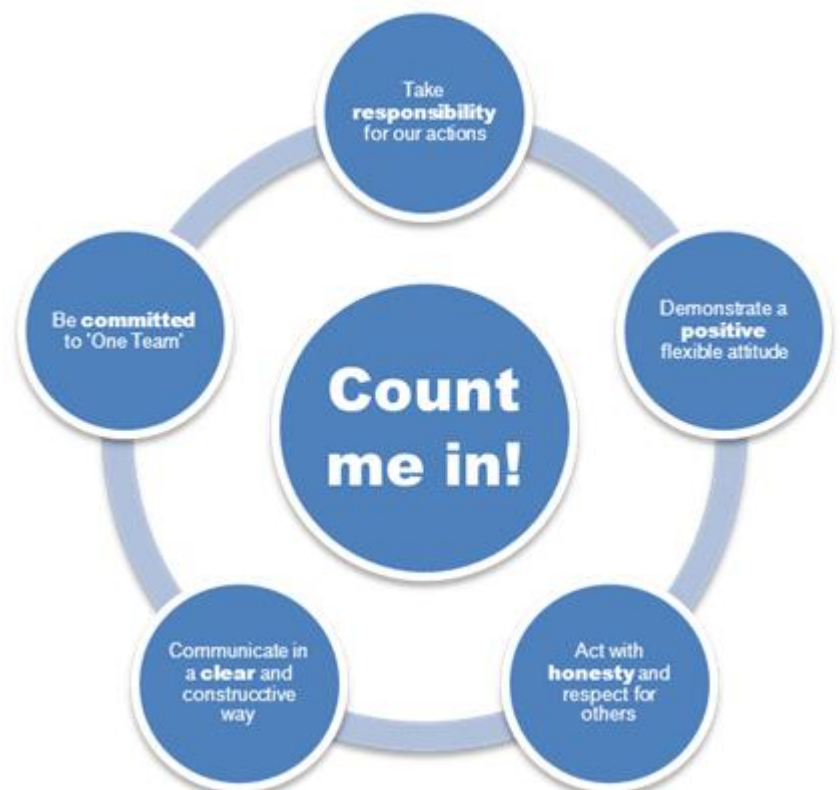 Take
responsibility
for our actions
Be committed
to 'One Team'
Demonstrate a
positive
flexible attitude
Count
me in!
Communicate in
a clear and
construcctive
way
Act with
honesty and
respect for
others